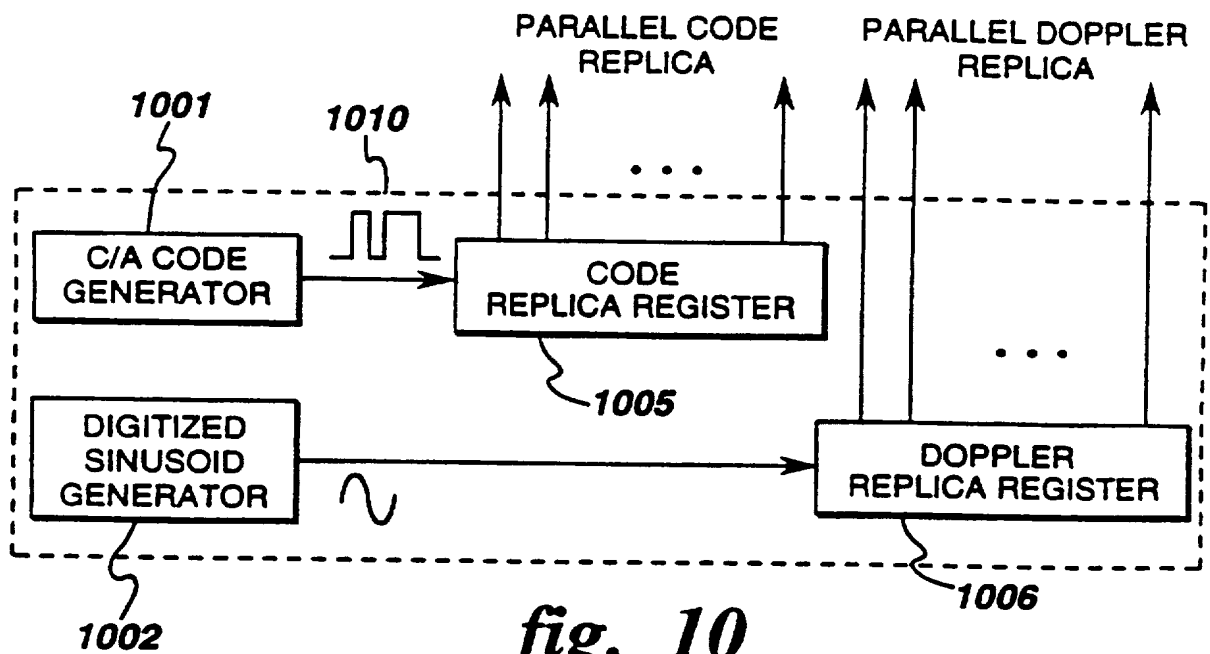 PARALLEL CODE
REPLICA
PARALLEL DOPPLER
REPLICA
1001
1010
C/A CODE
GENERATOR
CODE
REPLICA REGISTER
1005
DIGITIZED
SINUSOID
GENERATOR
DOPPLER
REPLICA REGISTER
1002
1006
fig. 10